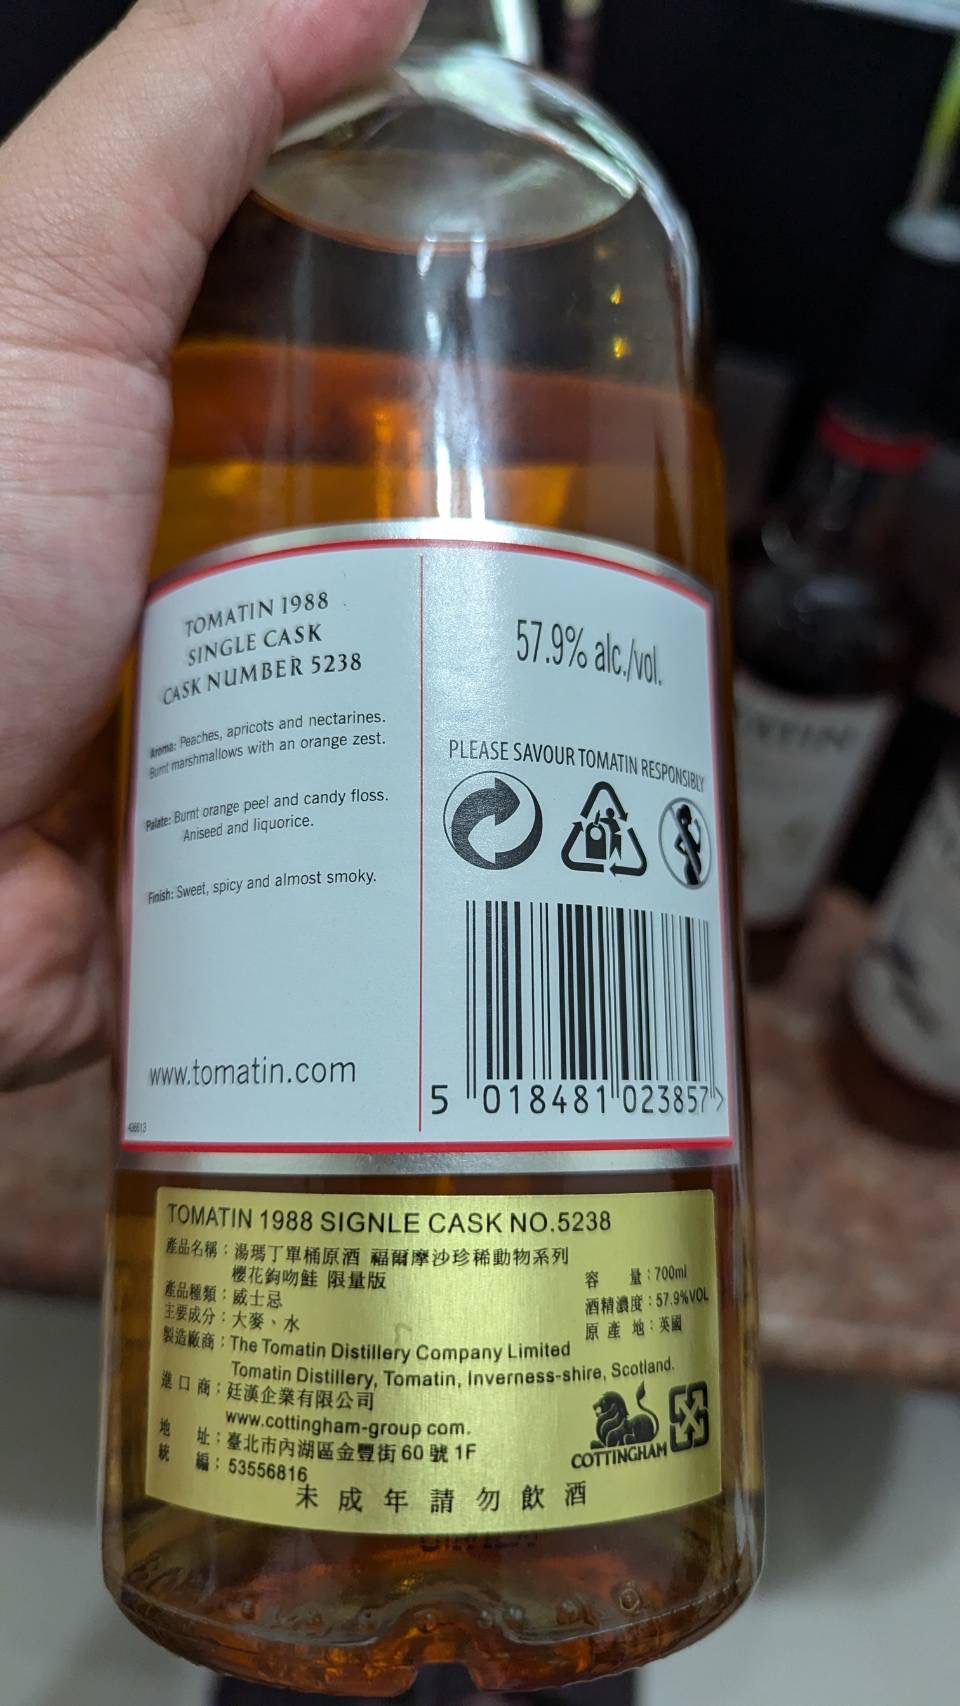 TOMATIN 1988
SINGLE CASK
CASK NUMBER 5238
Aroma: Peaches, apricots and nectarines.
Burnt marshmallows with an orange zest.
Palate: Burnt orange peel and candy floss.
Aniseed and liquorice.
Finish: Sweet, spicy and almost smoky.
www.tomatin.com
57.9% alc./vol.
PLEASE SAVOUR TOMATIN RESPONSIBLY
5 018481 023857 >
TOMATIN 1988 SIGNLE CASK NO.5238
產品名稱：湯瑪丁單桶原酒 福爾摩沙珍稀動物系列
櫻花鉤吻鮭 限量版
產品種類：威士忌
主要成分：大麥、水
容 量：700ml
酒精濃度：57.9%VOL
原 產 地：英國
製造廠商：The Tomatin Distillery Company Limited
Tomatin Distillery, Tomatin, Inverness-shire, Scotland.
進 口 商：廷漢企業有限公司
www.cottingham-group.com.
地 址：臺北市內湖區金豐街 60 號 1F
統 編：53556816
COTTINGHAM
未 成 年 請 勿 飲 酒